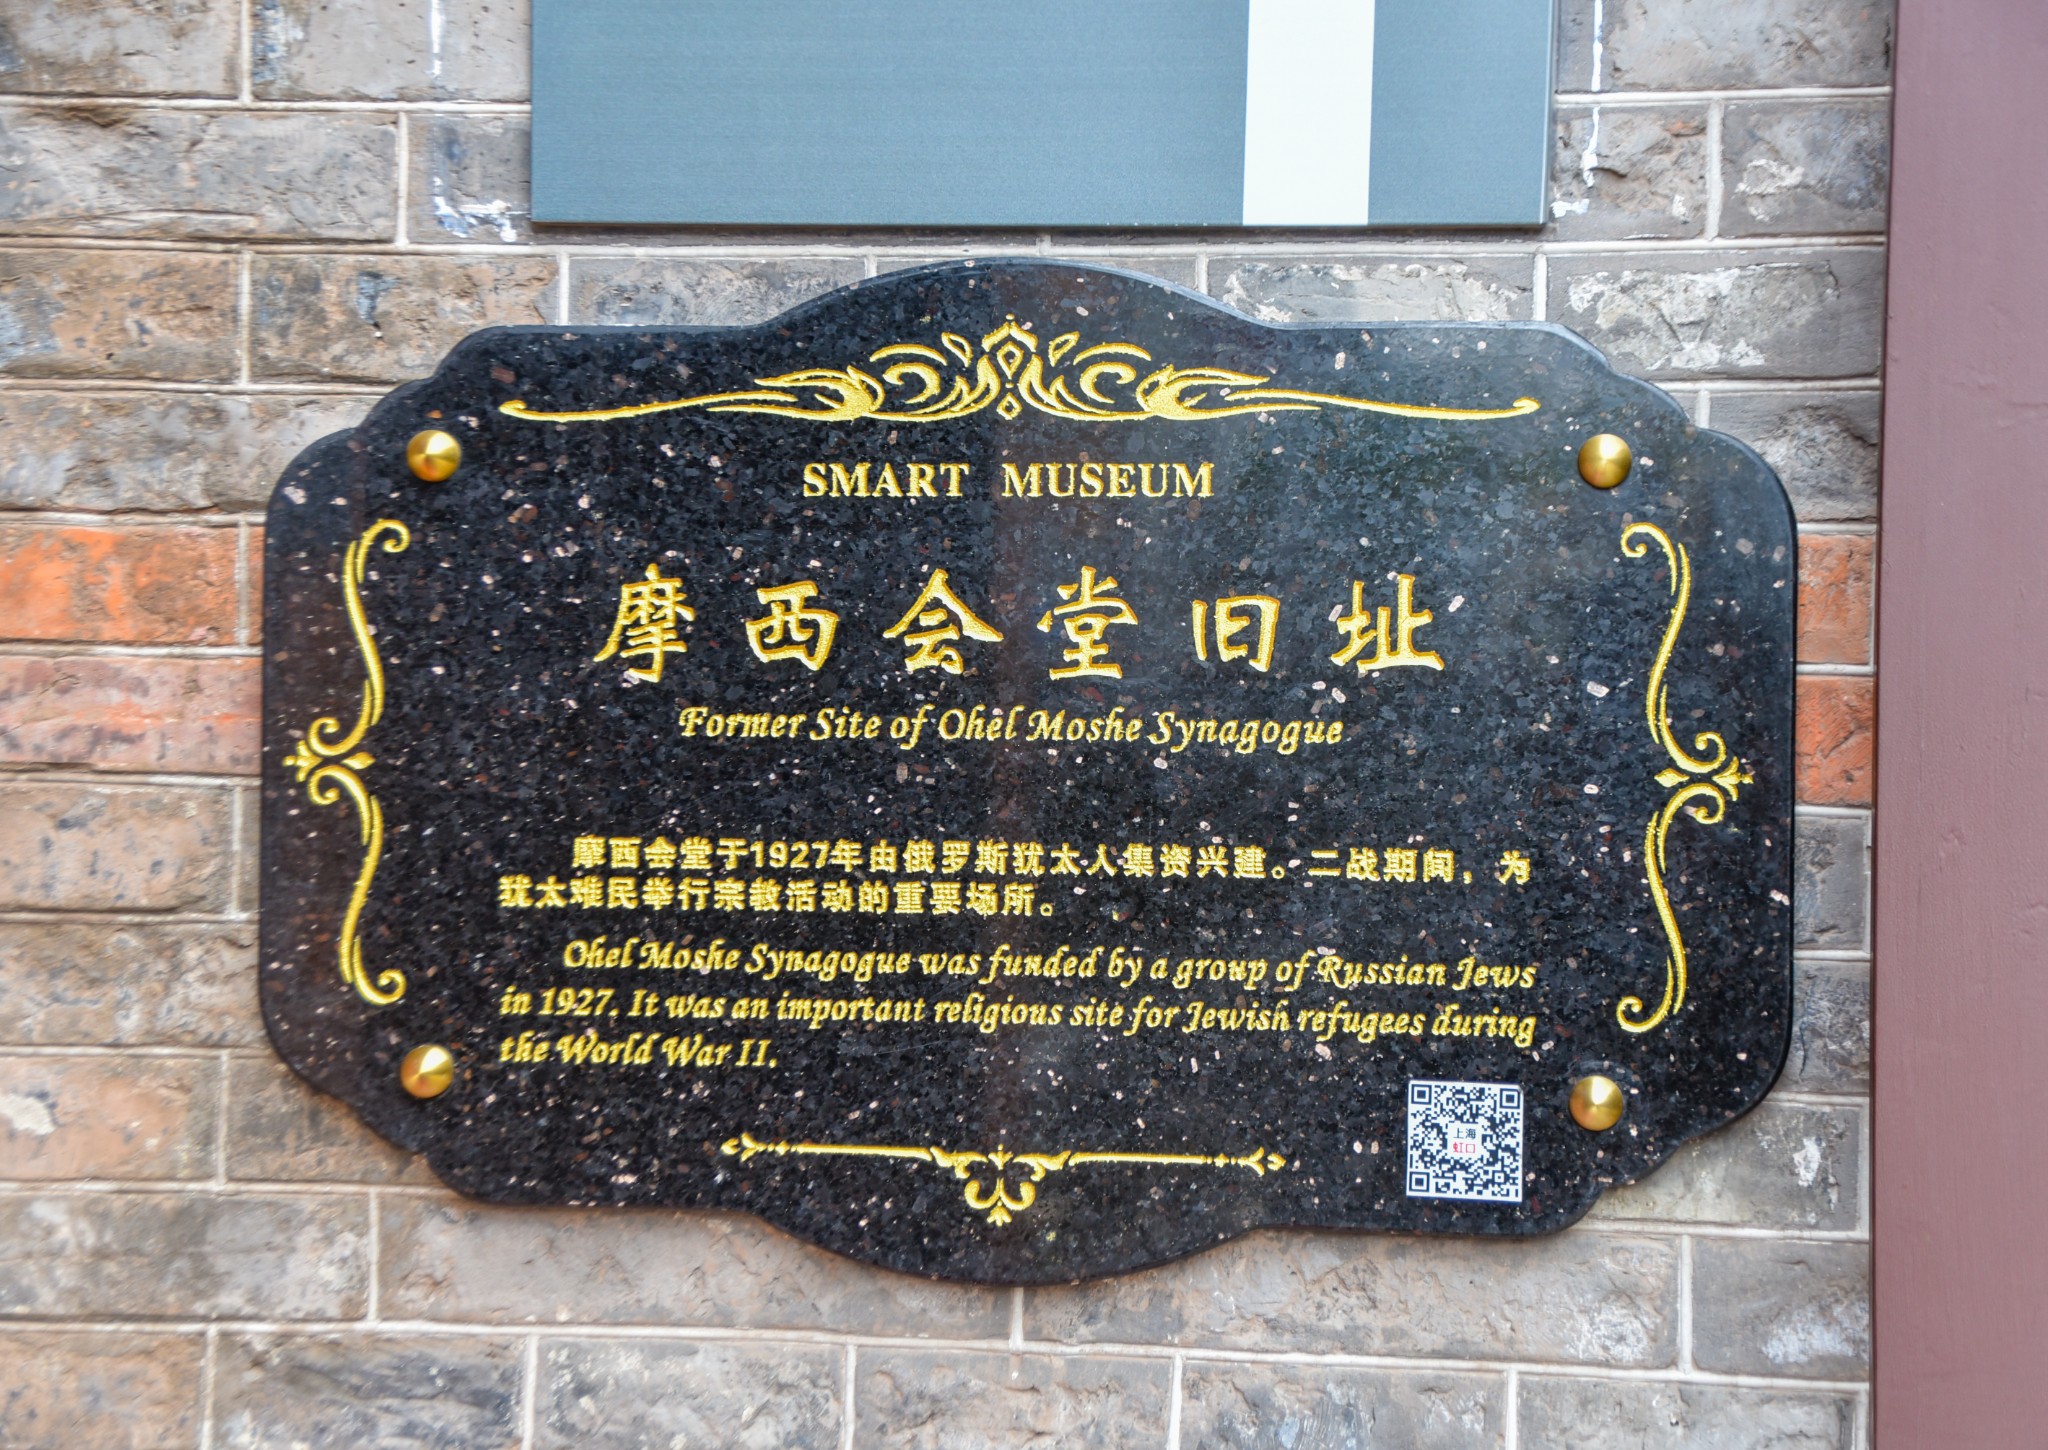 SMART MUSEUM
摩西会堂旧址
Former Site of Ohel Moshe Synagogue
摩西会堂于1927年由俄罗斯犹太人集资兴建。二战期间，为
犹太难民举行宗教活动的重要场所。
Ohel Moshe Synagogue was funded by a group of Russian Jews
in 1927. It was an important religious site for Jewish refugees during
the World War II.
上海
虹口